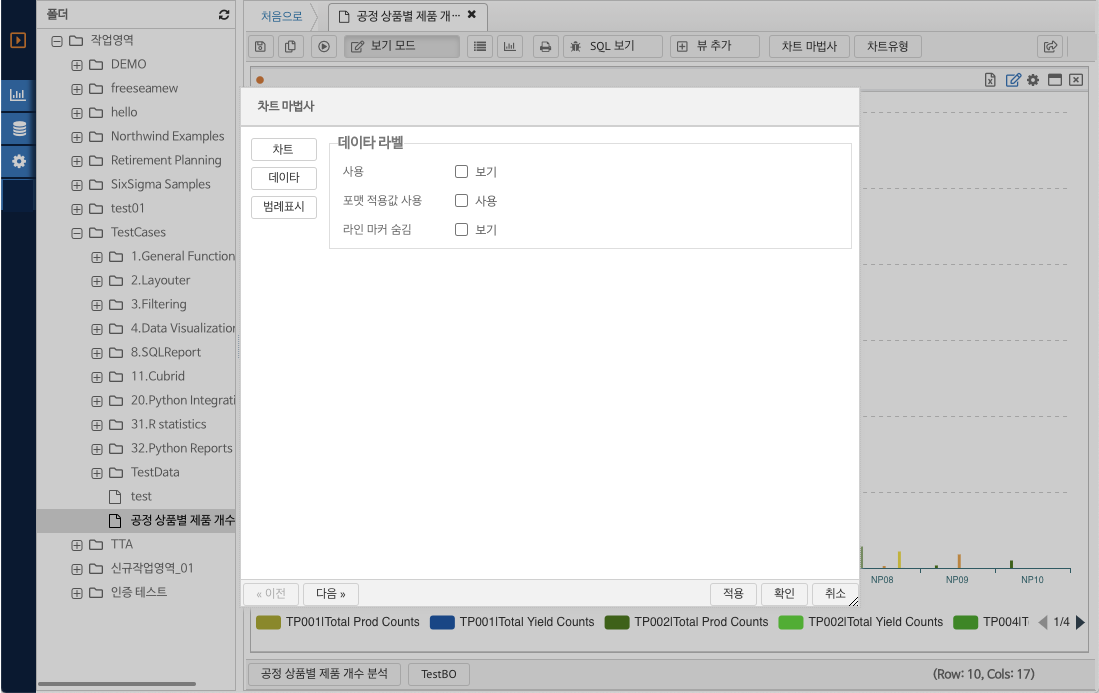 폴더
작업영역
DEMO
freeseamew
hello
Northwind Examples
Retirement Planning
SixSigma Samples
test01
TestCases
1.General Function
2.Layouter
3.Filtering
4.Data Visualization
8.SQLReport
11.Cubrid
20.Python Integrati
31.R statistics
32.Python Reports
TestData
test
공정 상품별 제품 개수
TTA
신규작업영역_01
인증 테스트
처음으로
공정 상품별 제품 개···
보기 모드
SQL 보기
뷰 추가
차트 마법사
차트유형
차트 마법사
차트
데이타
범례표시
데이타 라벨
사용 보기
포맷 적용값 사용 사용
라인 마커 숨김 보기
« 이전
다음 »
적용
확인
취소
NP08 NP09 NP10
TP001|Total Prod Counts TP001|Total Yield Counts TP002|Total Prod Counts TP002|Total Yield Counts TP004|T 1/4
공정 상품별 제품 개수 분석
TestBO
(Row: 10, Cols: 17)